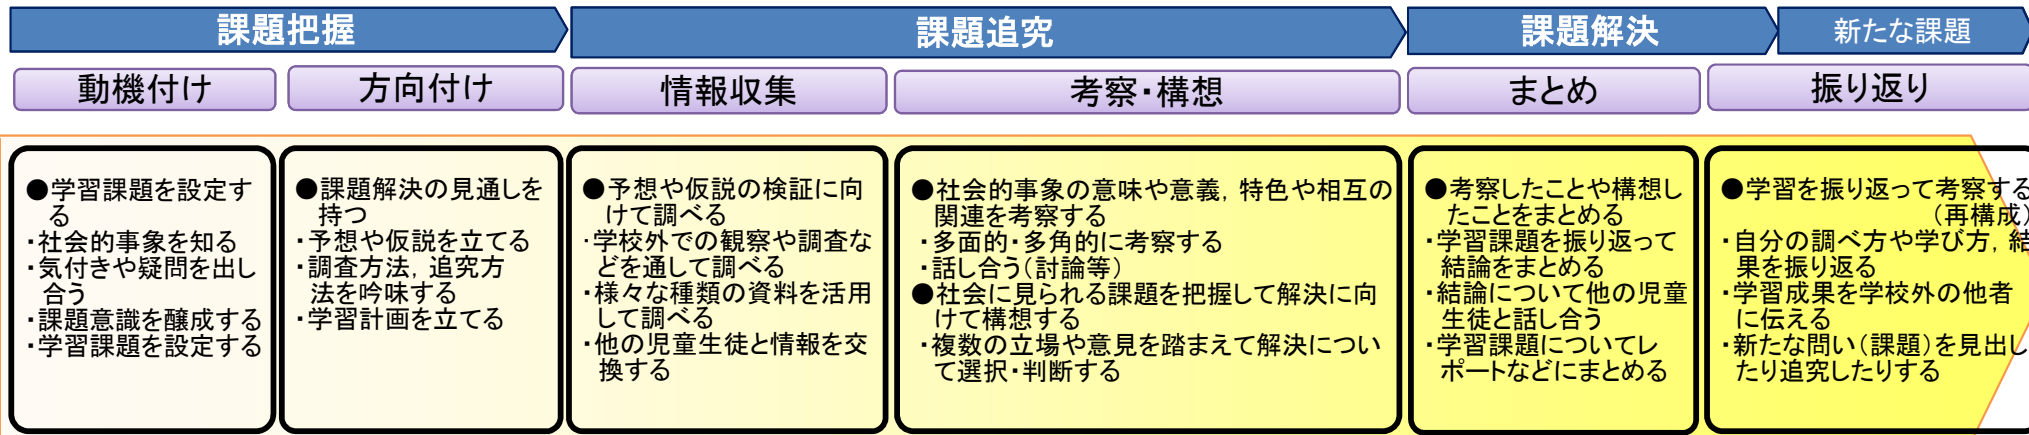 課題把握
課題追究
課題解決
新たな課題
動機付け
方向付け
情報収集
考察・構想
まとめ
振り返り
●学習課題を設定す
る
・社会的事象を知る
・気付きや疑問を出し
合う
・課題意識を醸成する
・学習課題を設定する
●課題解決の見通しを
持つ
・予想や仮説を立てる
・調査方法，追究方
法を吟味する
・学習計画を立てる
●予想や仮説の検証に向
けて調べる
・学校外での観察や調査な
どを通して調べる
・様々な種類の資料を活用
して調べる
・他の児童生徒と情報を交
換する
●社会的事象の意味や意義，特色や相互の
関連を考察する
・多面的・多角的に考察する
・話し合う（討論等）
●社会に見られる課題を把握して解決に向
けて構想する
・複数の立場や意見を踏まえて解決につい
て選択・判断する
●考察したことや構想し
たことをまとめる
・学習課題を振り返って
結論をまとめる
・結論について他の児童
生徒と話し合う
・学習課題についてレ
ポートなどにまとめる
●学習を振り返って考察する
（再構成）
・自分の調べ方や学び方，結
果を振り返る
・学習成果を学校外の他者
に伝える
・新たな問い（課題）を見出し
たり追究したりする